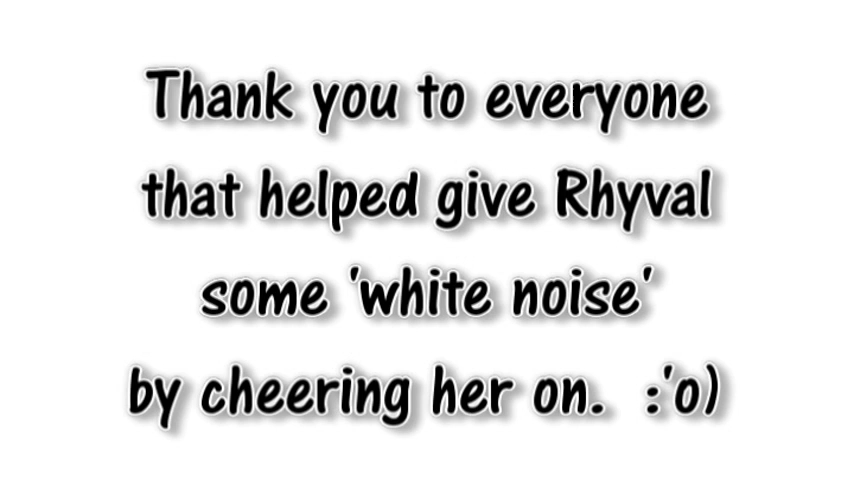 Thank you to everyone
that helped give Rhyval
some 'white noise'
by cheering her on.  :'o)